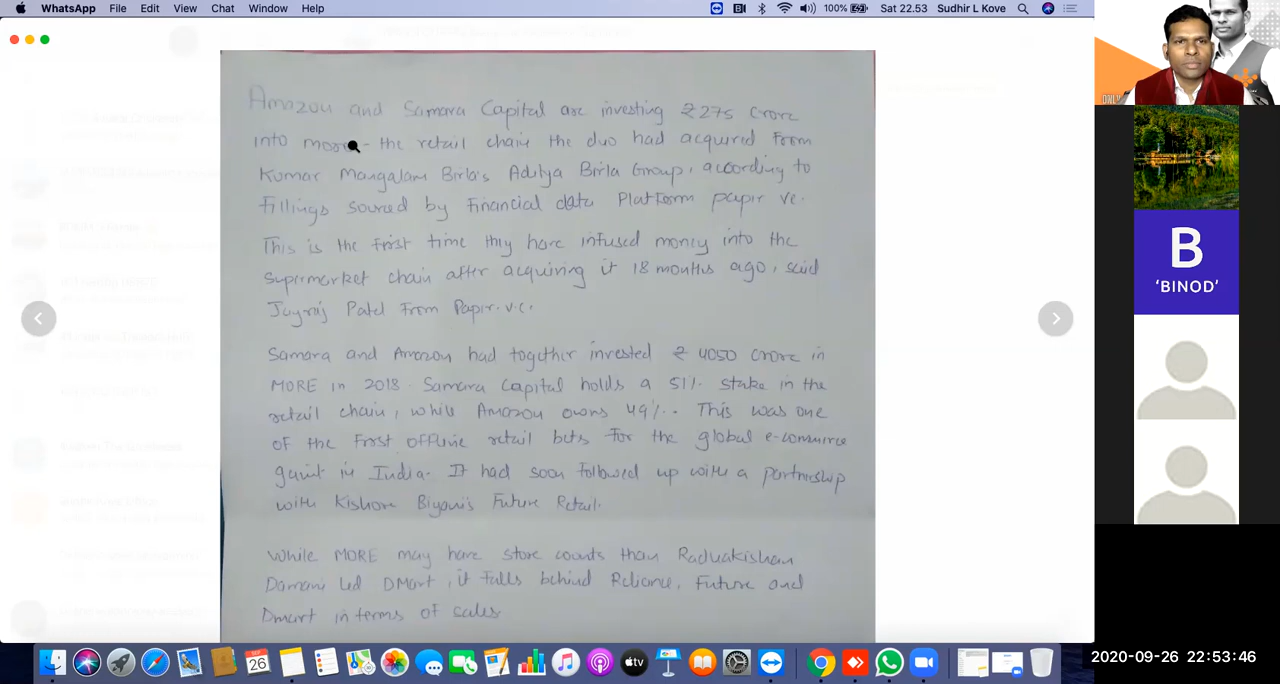 WhatsApp File Edit View Chat Window Help
100% Sat 22.53 Sudhir L Kove
Amazon and Samara Capital are investing ₹275 crore
into more - the retail chain the duo had acquired from
Kumar Mangalam Birla's Aditya Birla Group, according to
fillings sourced by financial data Platform papir vc.
This is the first time they have infused money into the
supermarket chain after acquiring it 18 months ago, said
Jayraj Patel From Papir.v.c.
Samara and Amazon had together invested ₹ 4050 crore in
MORE in 2018. Samara Capital holds a 51% stake in the
retail chain, while Amazon owns 49%. This was one
of the First offline retail bets for the global e-commerce
gaint in India. It had soon followed up with a partnership
with Kishore Biyani's Future Retail.
While MORE may have store counts than Radhakishan
Damani Led DMart, it falls behind Reliance, Future and
Dmart in terms of sales
B
'BINOD'
SEP
26
tv
2020-09-26 22:53:46